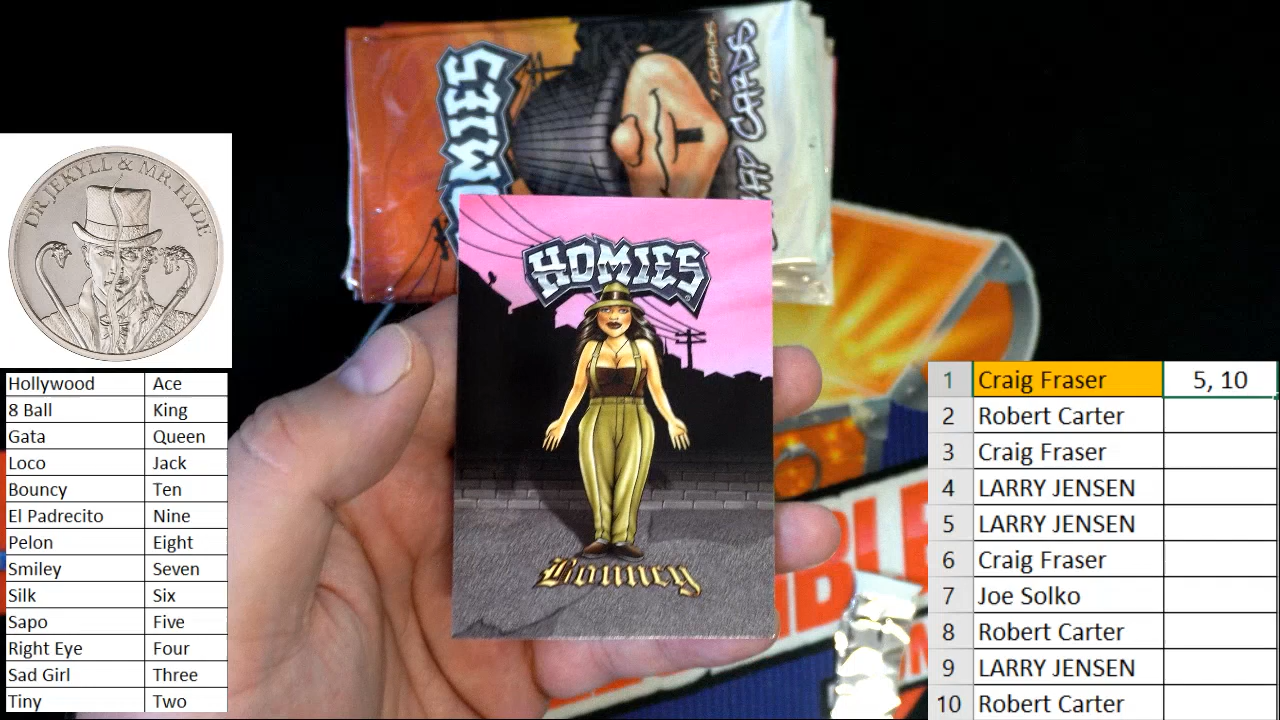 HOMIES
7 CARDS
CARDS
DR. JEKYLL & MR. HYDE
HOMIES
Bouncy
Hollywood Ace
8 Ball King
Gata Queen
Loco Jack
Bouncy Ten
El Padrecito Nine
Pelon Eight
Smiley Seven
Silk Six
Sapo Five
Right Eye Four
Sad Girl Three
Tiny Two
1 Craig Fraser 5, 10
2 Robert Carter
3 Craig Fraser
4 LARRY JENSEN
5 LARRY JENSEN
6 Craig Fraser
7 Joe Solko
8 Robert Carter
9 LARRY JENSEN
10 Robert Carter